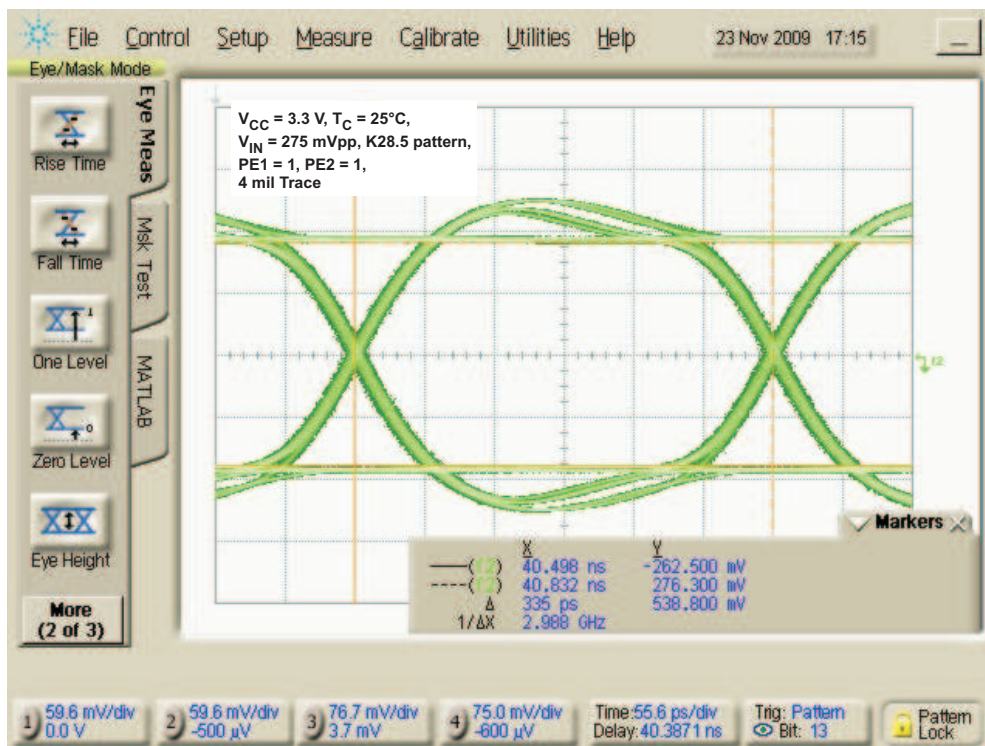 File Control Setup Measure Calibrate Utilities Help 23 Nov 2009 17:15
Eye/Mask Mode
Eye Meas
Msk Test
MATLAB
Rise Time
Fall Time
One Level
Zero Level
Eye Height
More
(2 of 3)
VCC = 3.3 V, TC = 25°C,
VIN = 275 mVpp, K28.5 pattern,
PE1 = 1, PE2 = 1,
4 mil Trace
f2
Markers
X Y
(f2) 40.498 ns -262.500 mV
(f2) 40.832 ns 276.300 mV
Δ 335 ps 538.800 mV
1/ΔX 2.988 GHz
1) 59.6 mV/div
0.0 V
2) 59.6 mV/div
-500 µV
3) 76.7 mV/div
3.7 mV
4) 75.0 mV/div
-600 µV
Time:55.6 ps/div
Delay:40.3871 ns
Trig: Pattern
Bit: 13
Pattern
Lock